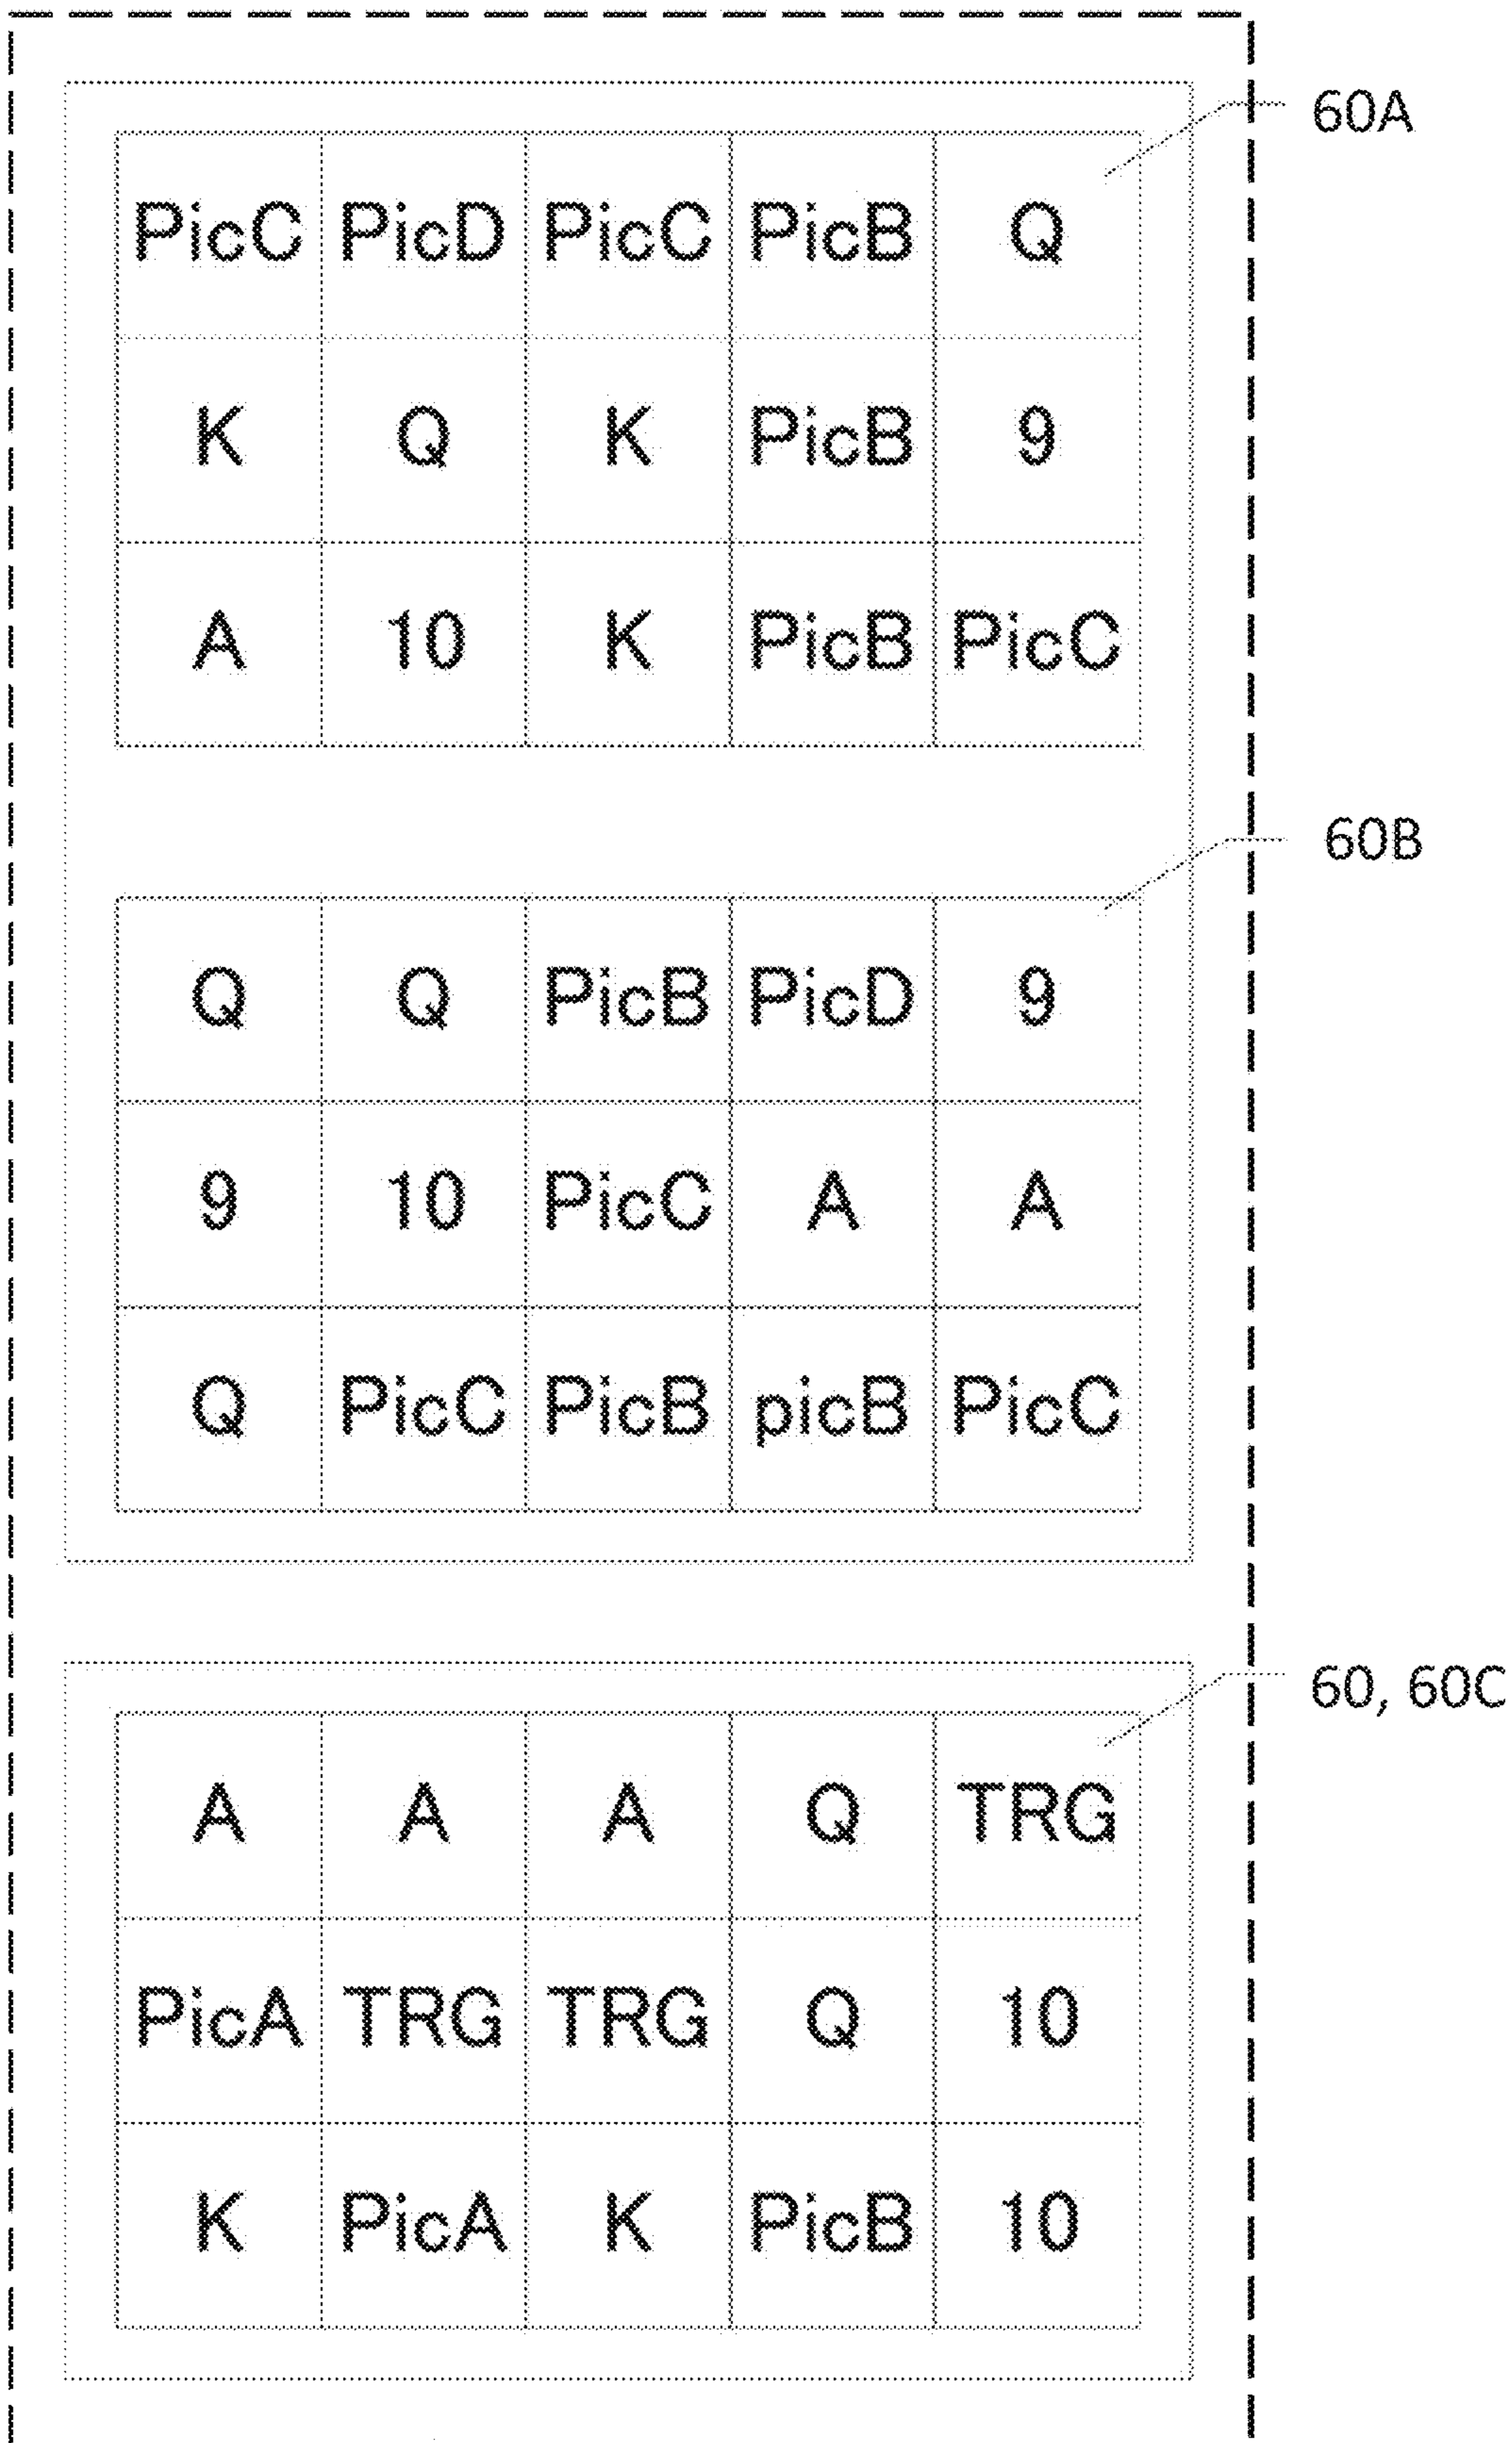 60A
PicC PicD PicC PicB Q
K Q K PicB 9
A 10 K PicB PicC
60B
Q Q PicB PicD 9
9 10 PicC A A
Q PicC PicB picB PicC
60, 60C
A A A Q TRG
PicA TRG TRG Q 10
K PicA K PicB 10